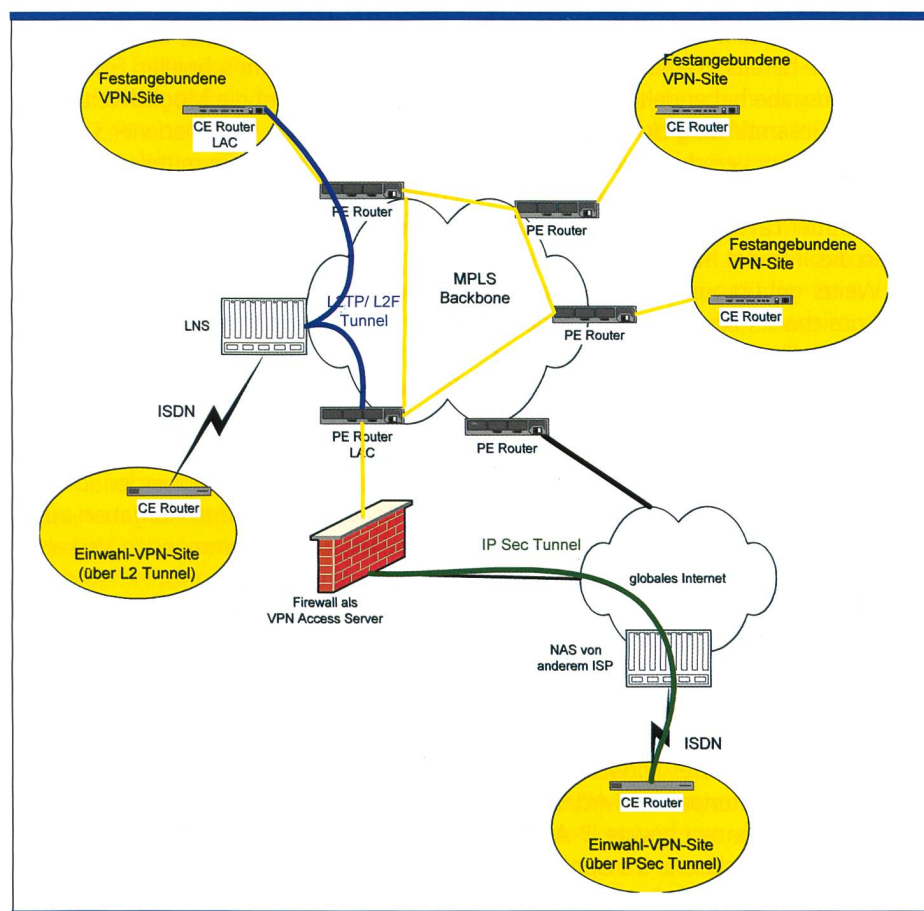 Festangebundene
VPN-Site
CE Router
LAC
Festangebundene
VPN-Site
CE Router
PE Router
PE Router
Festangebundene
VPN-Site
CE Router
MPLS
Backbone
L2TP/ L2F
Tunnel
LNS
PE Router
ISDN
PE Router
LAC
PE Router
CE Router
Einwahl-VPN-Site
(über L2 Tunnel)
IP Sec Tunnel
globales Internet
Firewall als
VPN Access Server
NAS von
anderem ISP
ISDN
CE Router
Einwahl-VPN-Site
(über IPSec Tunnel)